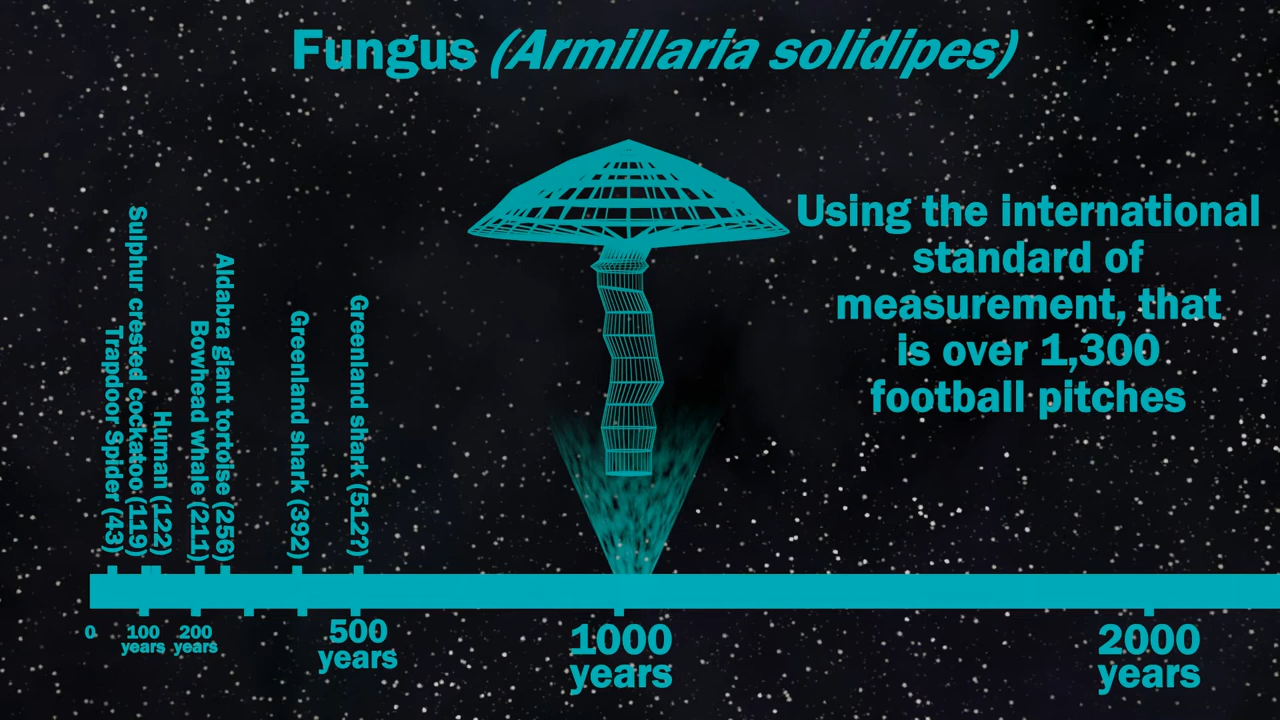 Fungus (Armillaria solidipes)
Using the international
standard of
measurement, that
is over 1,300
football pitches
Trapdoor Spider (43)
Sulphur crested cockatoo (119)
Human (122)
Bowhead whale (211)
Aldabra giant tortoise (256)
Greenland shark (392)
Greenland shark (512?)
0
100
years
200
years
500
years
1000
years
2000
years